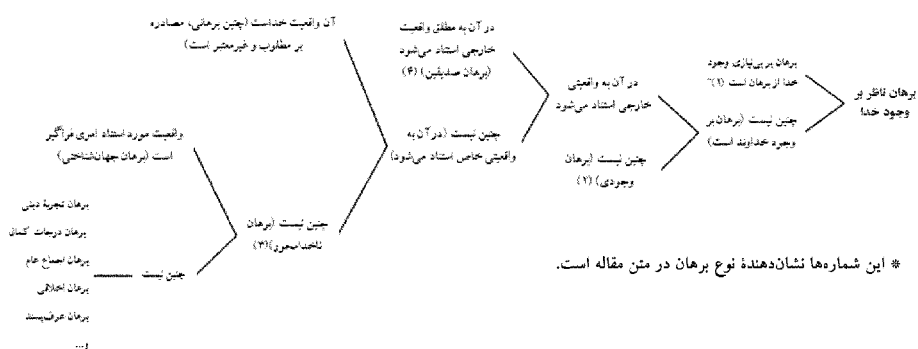 برهان ناظر بر
وجود خدا
برهان بر بی‌نیازی وجود
خدا از برهان است (۱)*
چنین نیست (برهان بر
وجود خداوند است)
در آن به واقعیتی
خارجی استناد می‌شود
چنین نیست (برهان
وجودی) (۲)
در آن به مطلق واقعیت
خارجی استناد می‌شود
(برهان صدیقین) (۴)
چنین نیست (در آن به
واقعیتی خاص استناد می‌شود)
آن واقعیت خداست (چنین برهانی، مصادره
بر مطلوب و غیرمعتبر است)
چنین نیست (برهان
ناخدامحور) (۳)
واقعیت مورد استناد امری فراگیر
است (برهان جهان‌شناختی)
چنین نیست
برهان تجربهٔ دینی
برهان درجات کمال
برهان اجماع عام
برهان اخلاقی
برهان عرف‌پسند
و...
* این شماره‌ها نشان‌دهندهٔ نوع برهان در متن مقاله است.